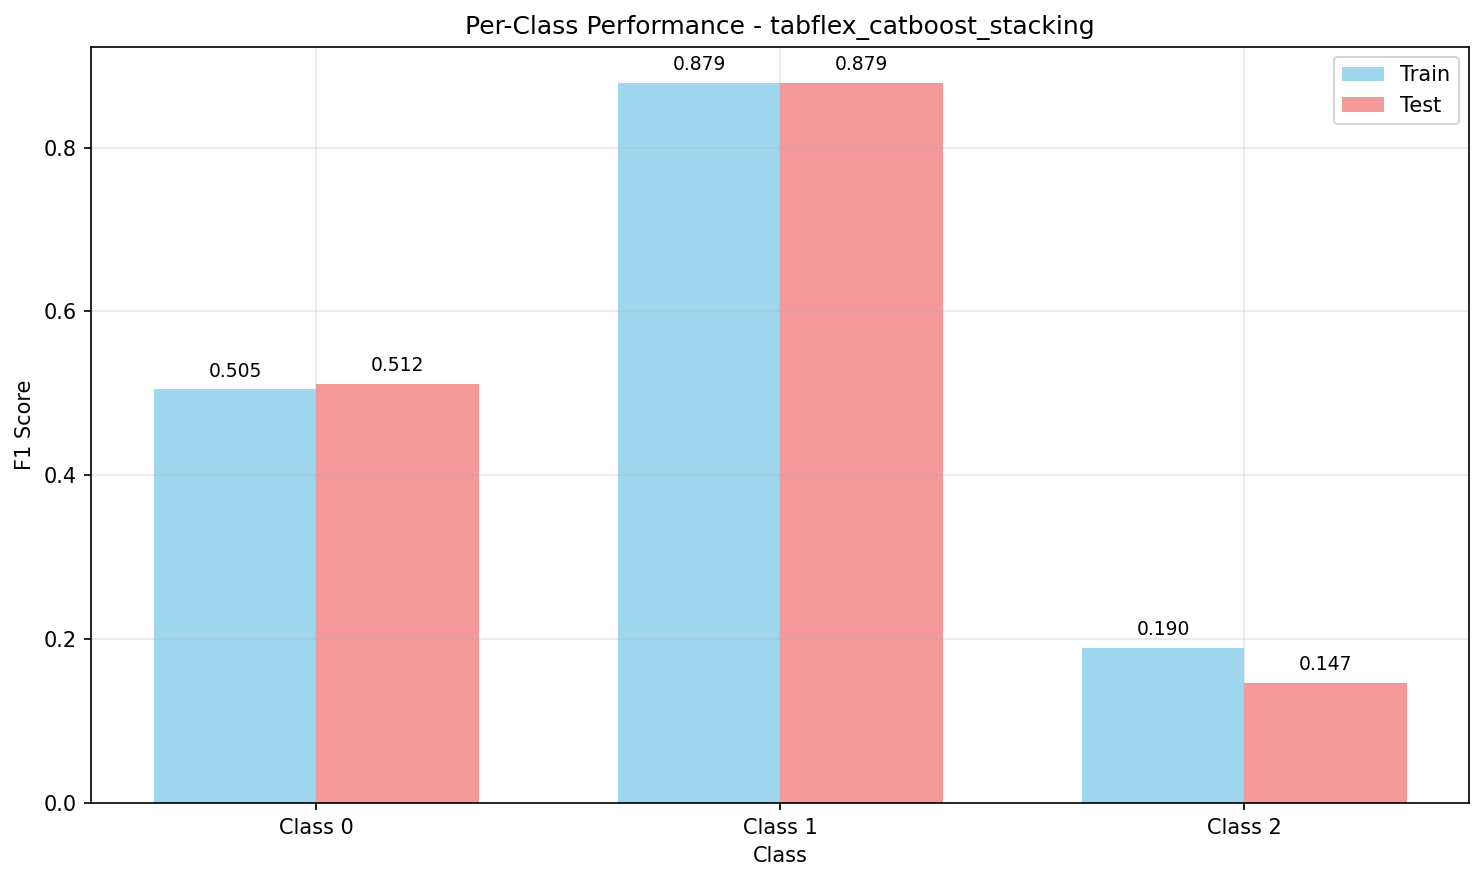 Per-Class Performance - tabflex_catboost_stacking
Train
Test
F1 Score
0.8
0.6
0.4
0.2
0.0
0.505
0.512
0.879
0.879
0.190
0.147
Class 0
Class 1
Class 2
Class